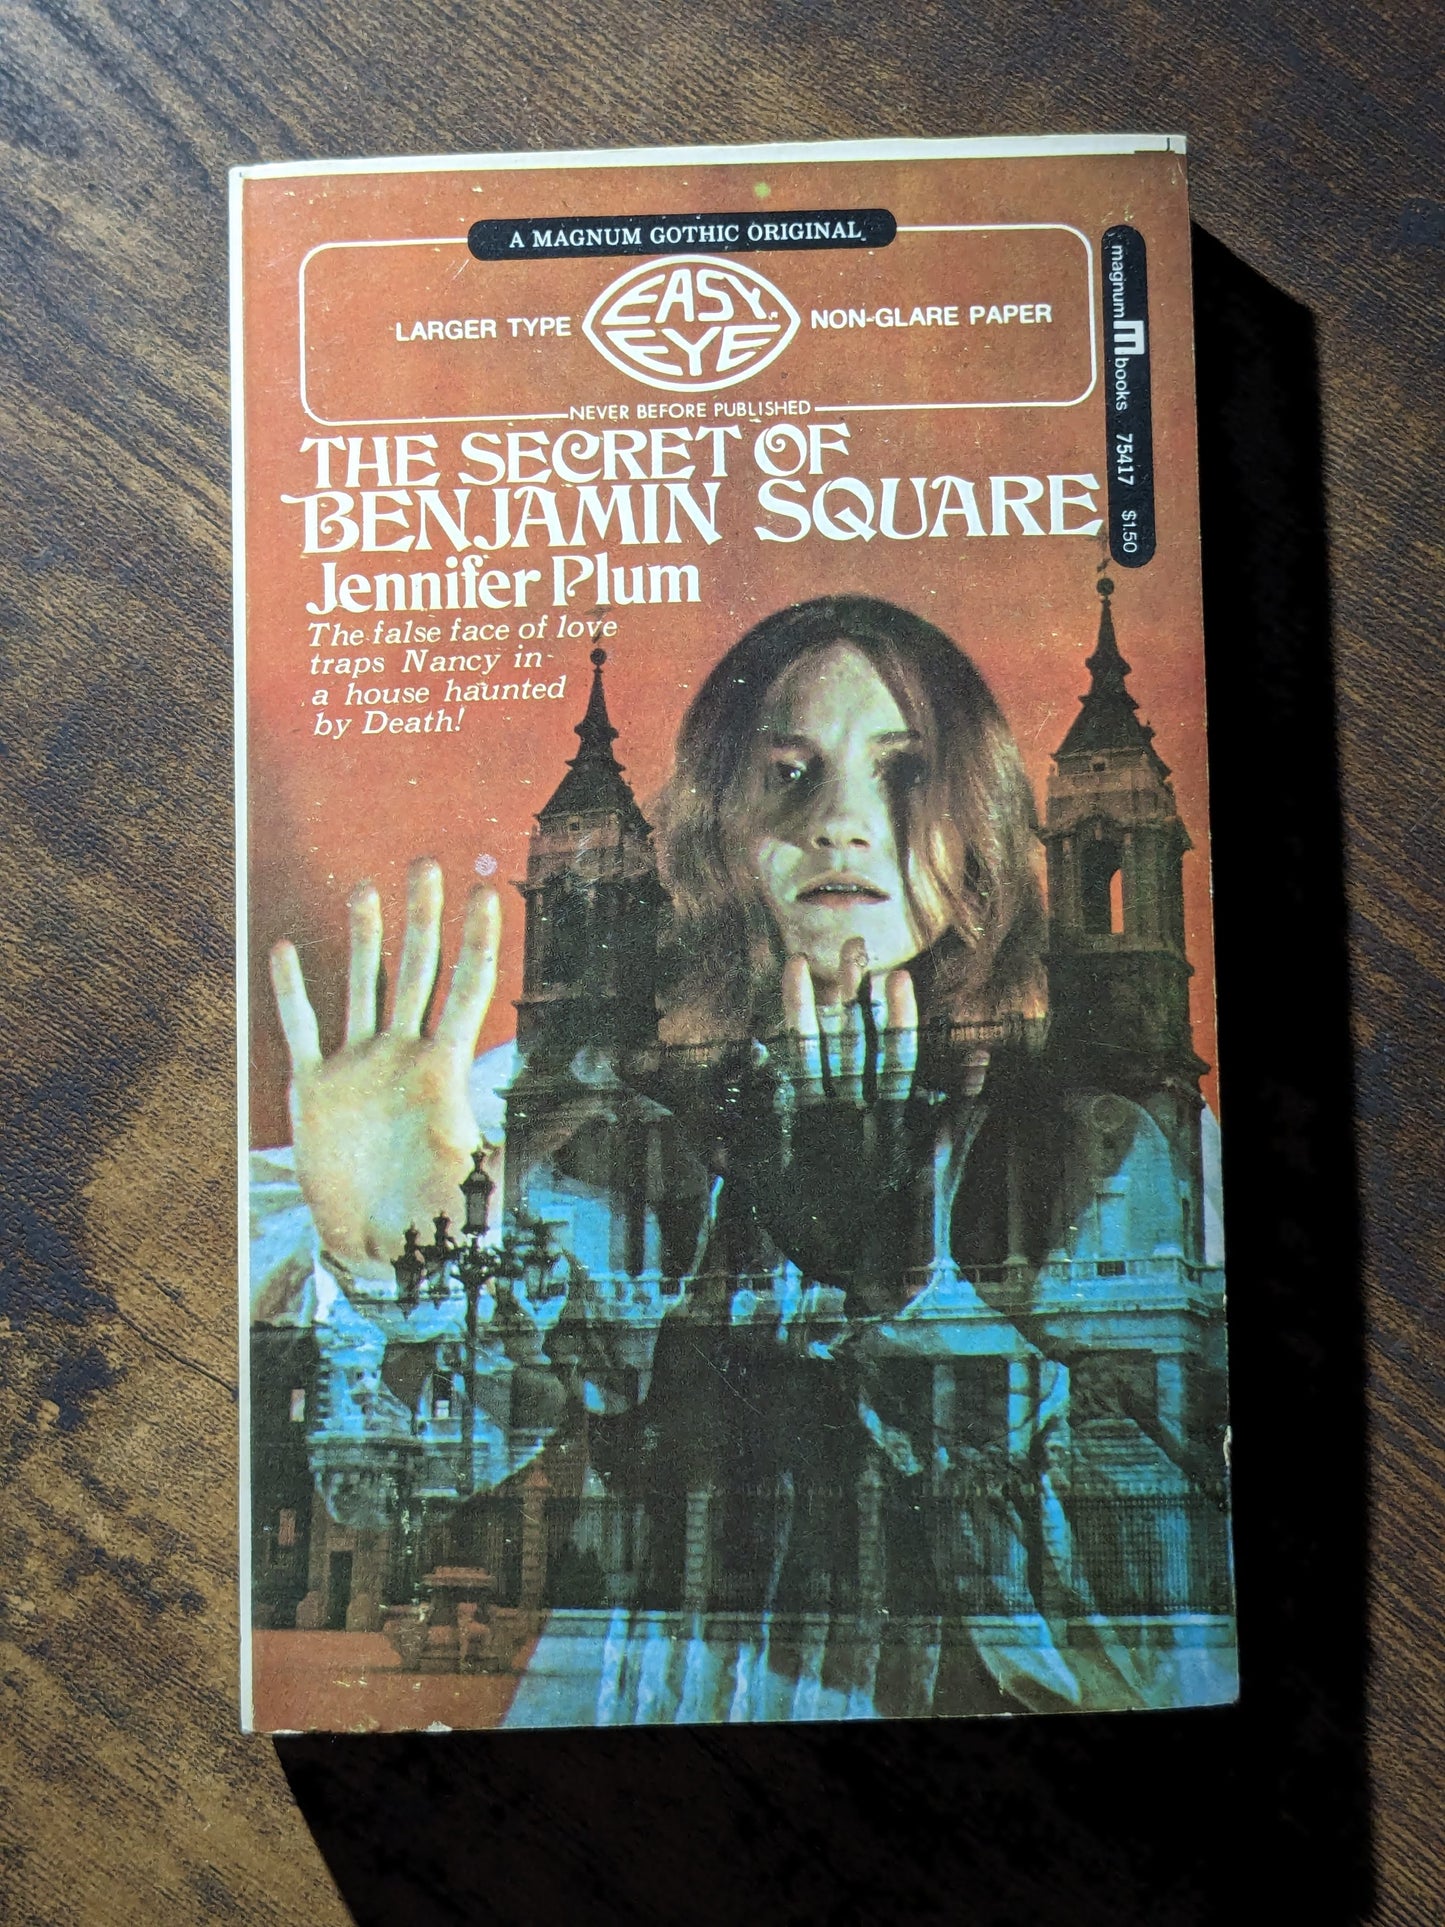 A MAGNUM GOTHIC ORIGINAL
LARGER TYPE
EASY
EYE
NON-GLARE PAPER
NEVER BEFORE PUBLISHED
THE SECRET OF
BENJAMIN SQUARE
Jennifer Plum
The false face of love
traps Nancy in
a house haunted
by Death!
magnum books 75417 $1.50